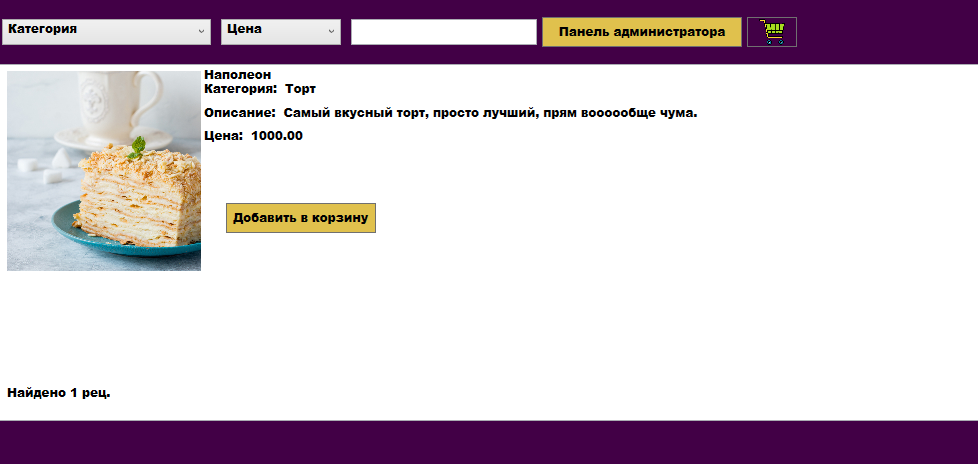 Категория
Цена
Панель администратора
Наполеон
Категория: Торт
Описание: Самый вкусный торт, просто лучший, прям воооообще чума.
Цена: 1000.00
Добавить в корзину
Найдено 1 рец.